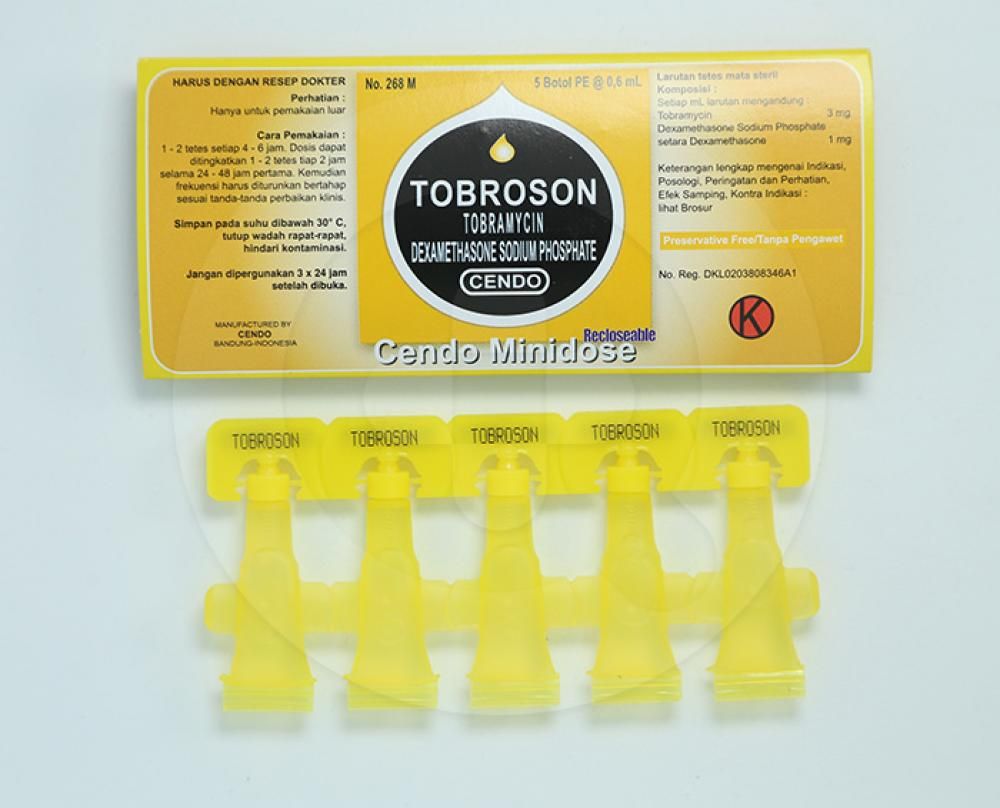 HARUS DENGAN RESEP DOKTER
Perhatian :
Hanya untuk pemakaian luar
Cara Pemakaian :
1 - 2 tetes setiap 4 - 6 jam. Dosis dapat
ditingkatkan 1 - 2 tetes tiap 2 jam
selama 24 - 48 jam pertama. Kemudian
frekuensi harus diturunkan bertahap
sesuai tanda-tanda perbaikan klinis.
Simpan pada suhu dibawah 30° C,
tutup wadah rapat-rapat,
hindari kontaminasi.
Jangan dipergunakan 3 x 24 jam
setelah dibuka.
MANUFACTURED BY
CENDO
BANDUNG-INDONESIA
No. 268 M
5 Botol PE @ 0,6 mL
TOBROSON
TOBRAMYCIN
DEXAMETHASONE SODIUM PHOSPHATE
CENDO
Recloseable
Cendo Minidose
Larutan tetes mata steril
Komposisi :
Setiap mL larutan mengandung :
Tobramycin 3 mg
Dexamethasone Sodium Phosphate
setara Dexamethasone 1 mg
Keterangan lengkap mengenai Indikasi,
Posologi, Peringatan dan Perhatian,
Efek Samping, Kontra Indikasi :
lihat Brosur
Preservative Free/Tanpa Pengawet
No. Reg. DKL0203808346A1
K
TOBROSON TOBROSON TOBROSON TOBROSON TOBROSON